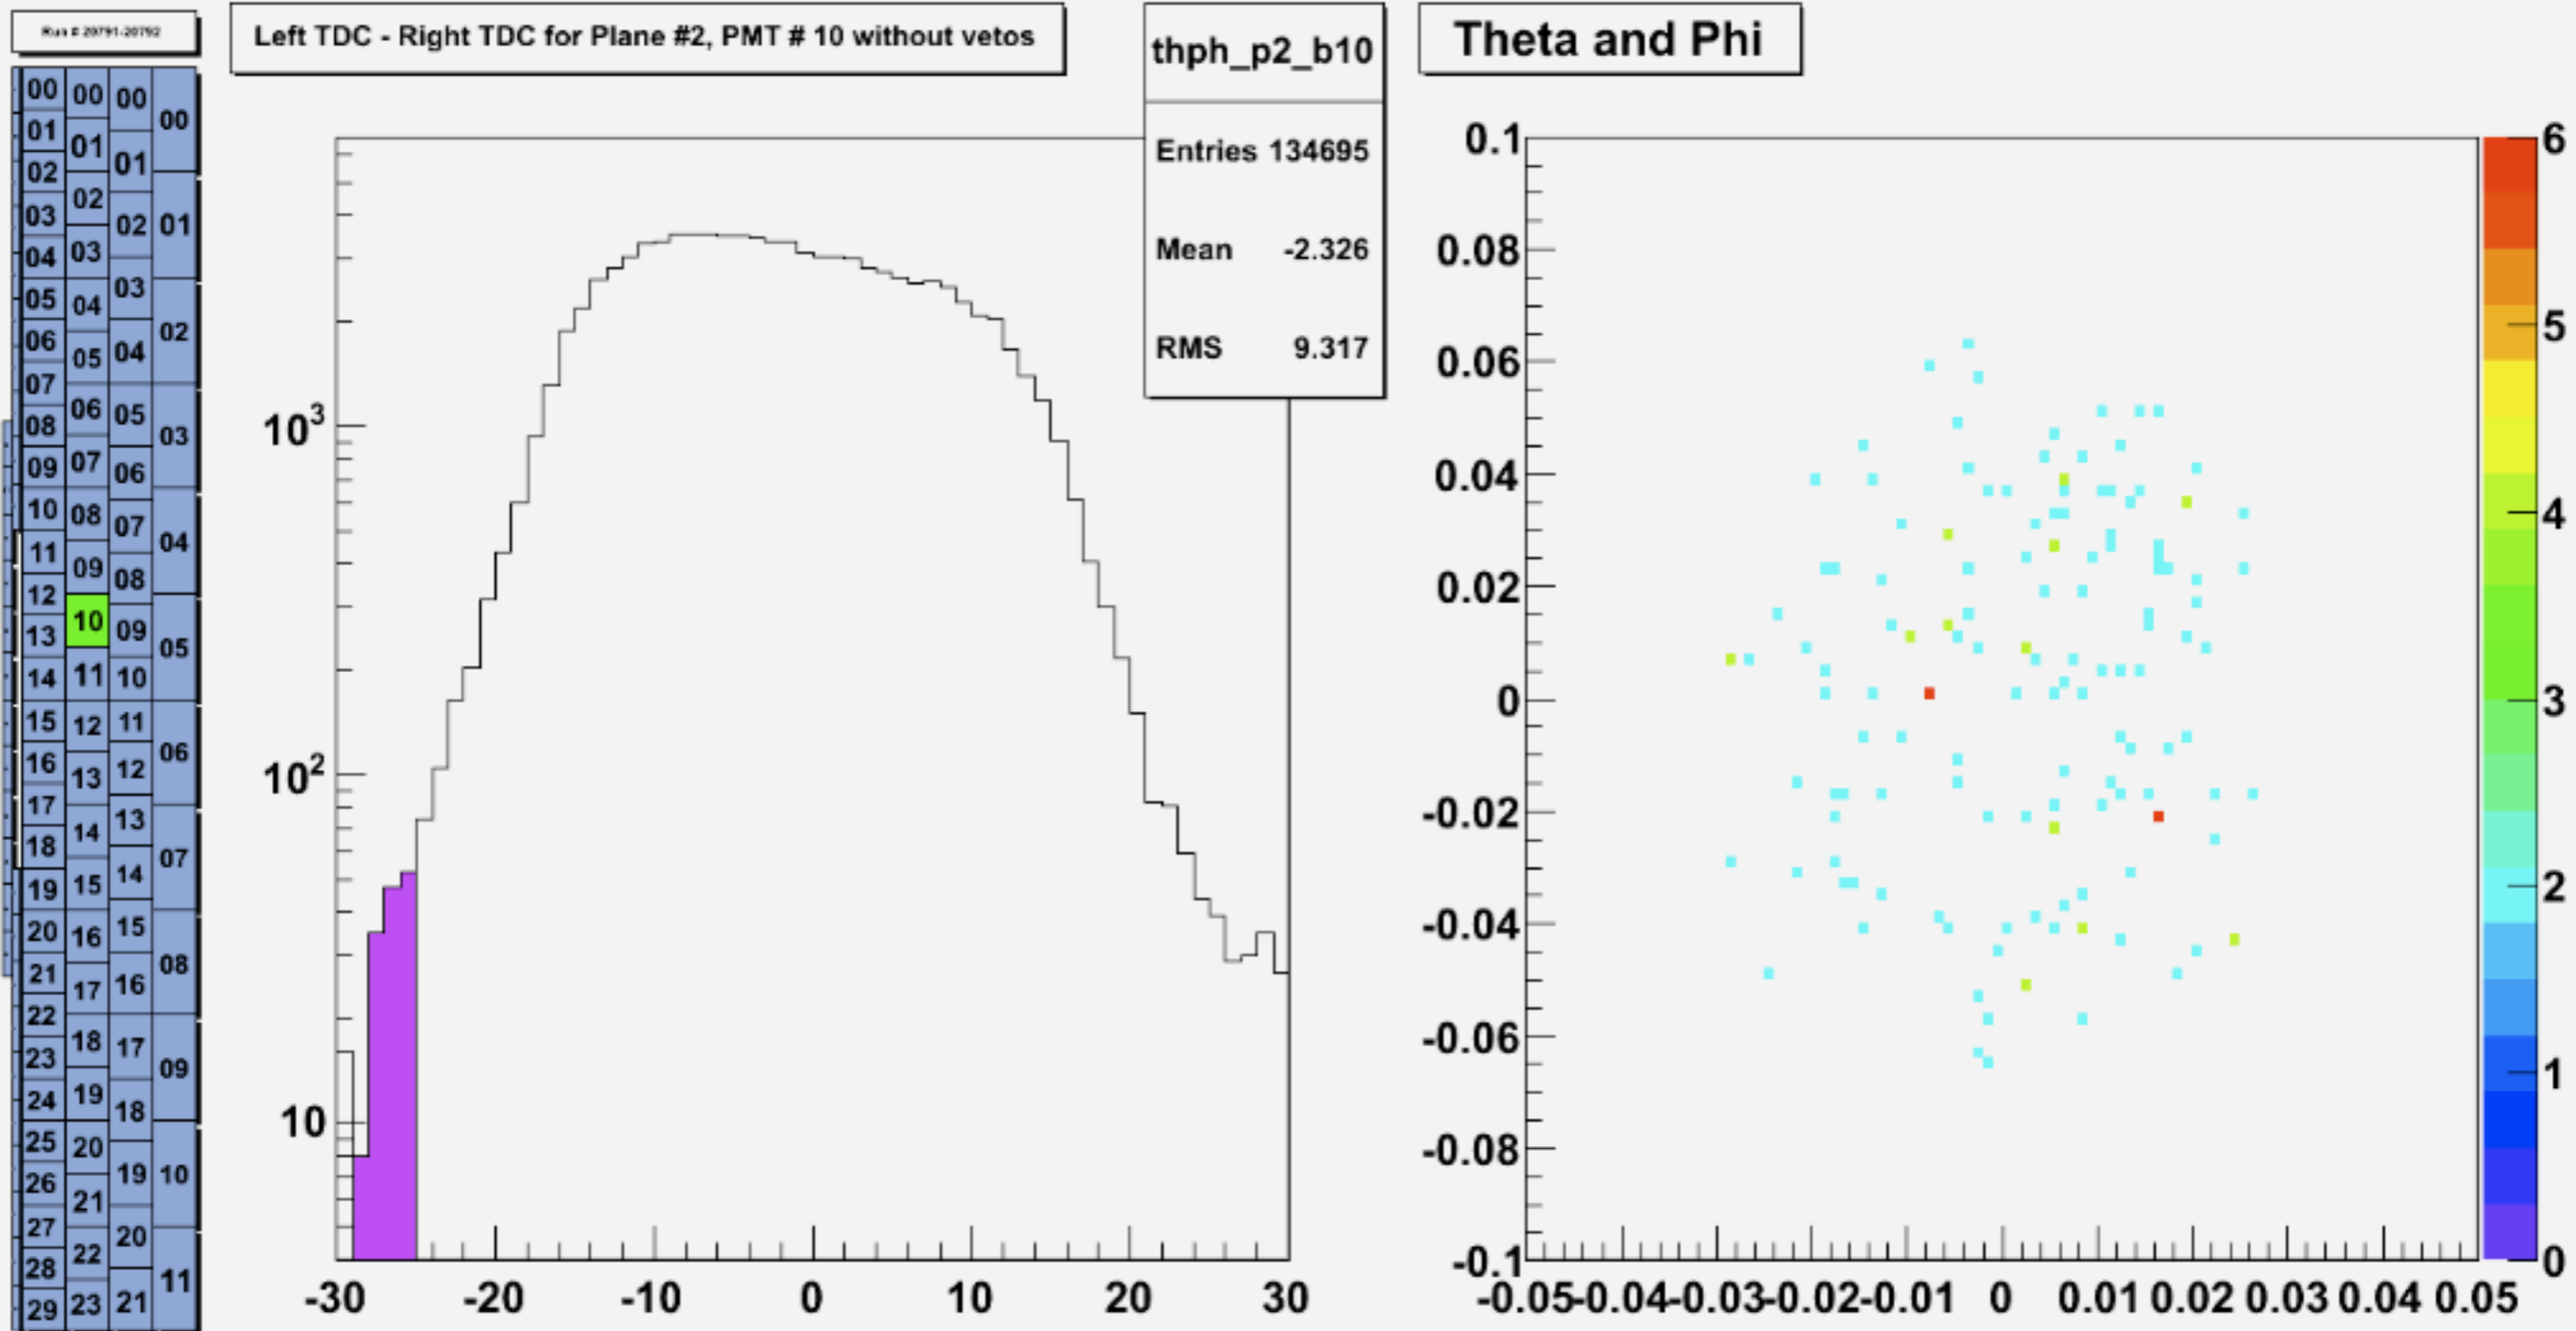 Run # 20791-20792
Left TDC - Right TDC for Plane #2, PMT # 10 without vetos
thph_p2_b10
Entries 134695
Mean -2.326
RMS 9.317
Theta and Phi
00 01 02 03 04 05 06 07 08 09 10 11 12 13 14 15 16 17 18 19 20 21 22 23 24 25 26 27 28 29
00 01 02 03 04 05 06 07 08 09 10 11 12 13 14 15 16 17 18 19 20 21 22 23
00 01 02 03 04 05 06 07 08 09 10 11 12 13 14 15 16 17 18 19 20 21
00 01 02 03 04 05 06 07 08 09 10 11
10³
10²
10
-30 -20 -10 0 10 20 30
0.1
0.08
0.06
0.04
0.02
0
-0.02
-0.04
-0.06
-0.08
-0.1
-0.05 -0.04 -0.03 -0.02 -0.01 0 0.01 0.02 0.03 0.04 0.05
6
5
4
3
2
1
0